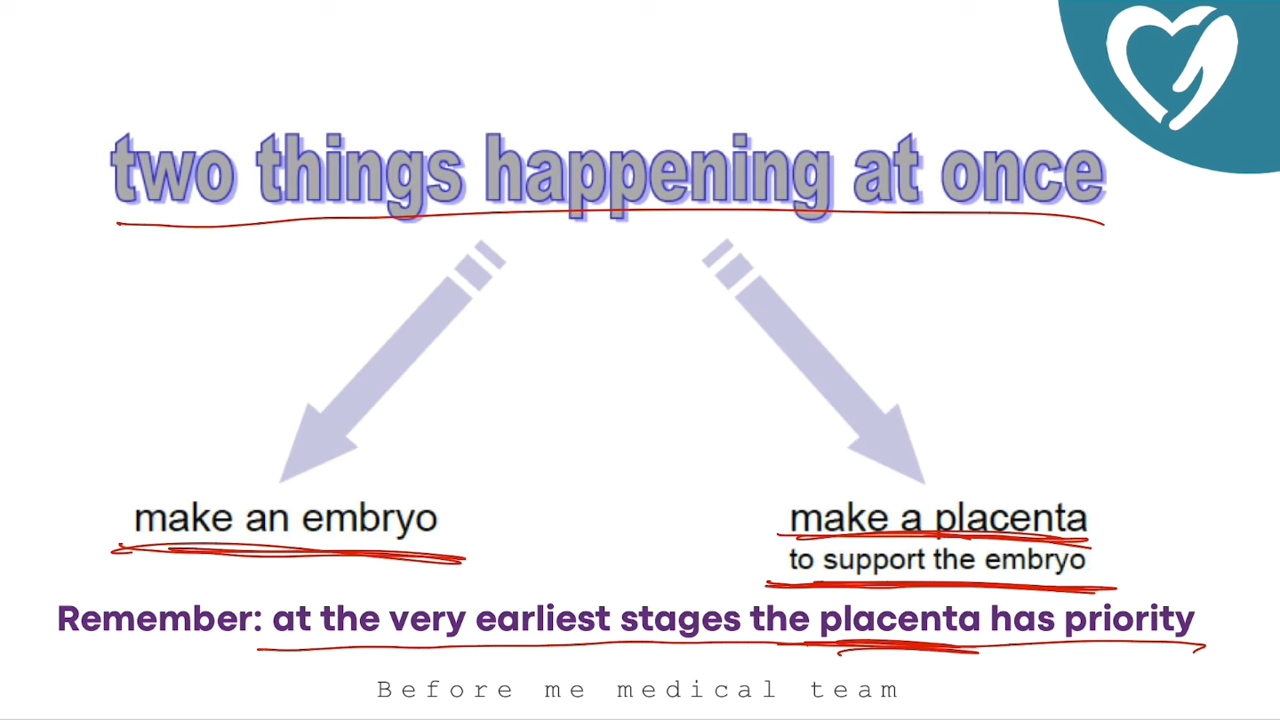 two things happening at once
make an embryo
make a placenta
to support the embryo
Remember: at the very earliest stages the placenta has priority
Before me medical team